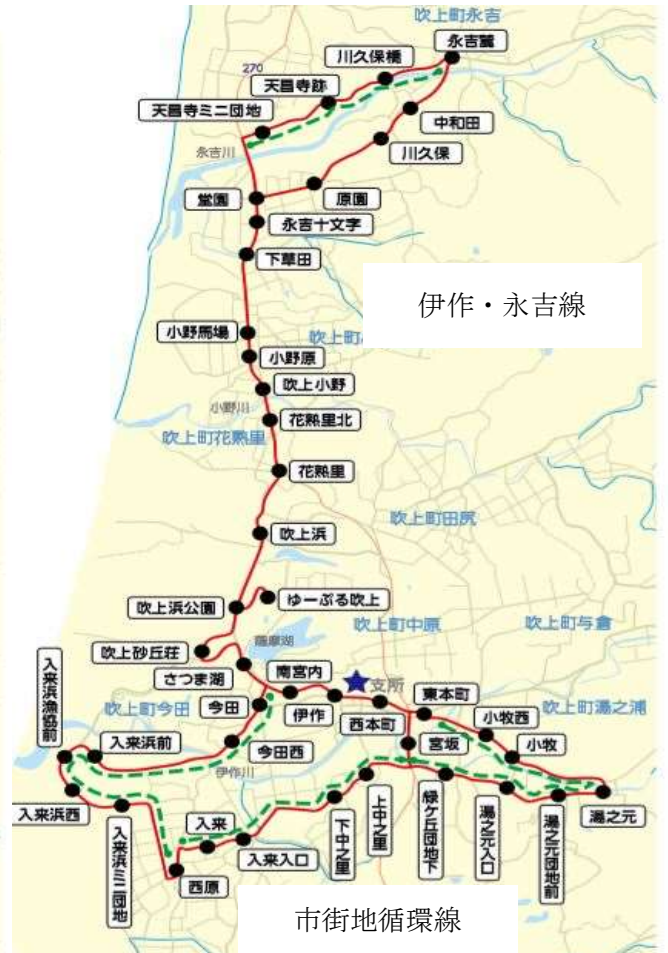 吹上町永吉
永吉麓
川久保橋
270
天昌寺跡
天昌寺ミニ団地
中和田
永吉川
川久保
堂園
原園
永吉十文字
下草田
伊作・永吉線
小野馬場
吹上町
小野原
吹上小野
小野川
花熟里北
吹上町花熟里
花熟里
吹上町田尻
吹上浜
ゆーぷる吹上
吹上浜公園
吹上町中原
吹上町与倉
薩摩湖
吹上砂丘荘
さつま湖
南宮内
支所
東本町
入来浜漁協前
吹上町今田
今田
伊作
西本町
小牧西
吹上町湯之浦
宮坂
小牧
入来浜前
今田西
伊作川
入来浜西
入来浜ミニ団地
入来
入来入口
下中之里
上中之里
緑ヶ丘団地下
湯之元入口
湯之元団地前
湯之元
西原
市街地循環線